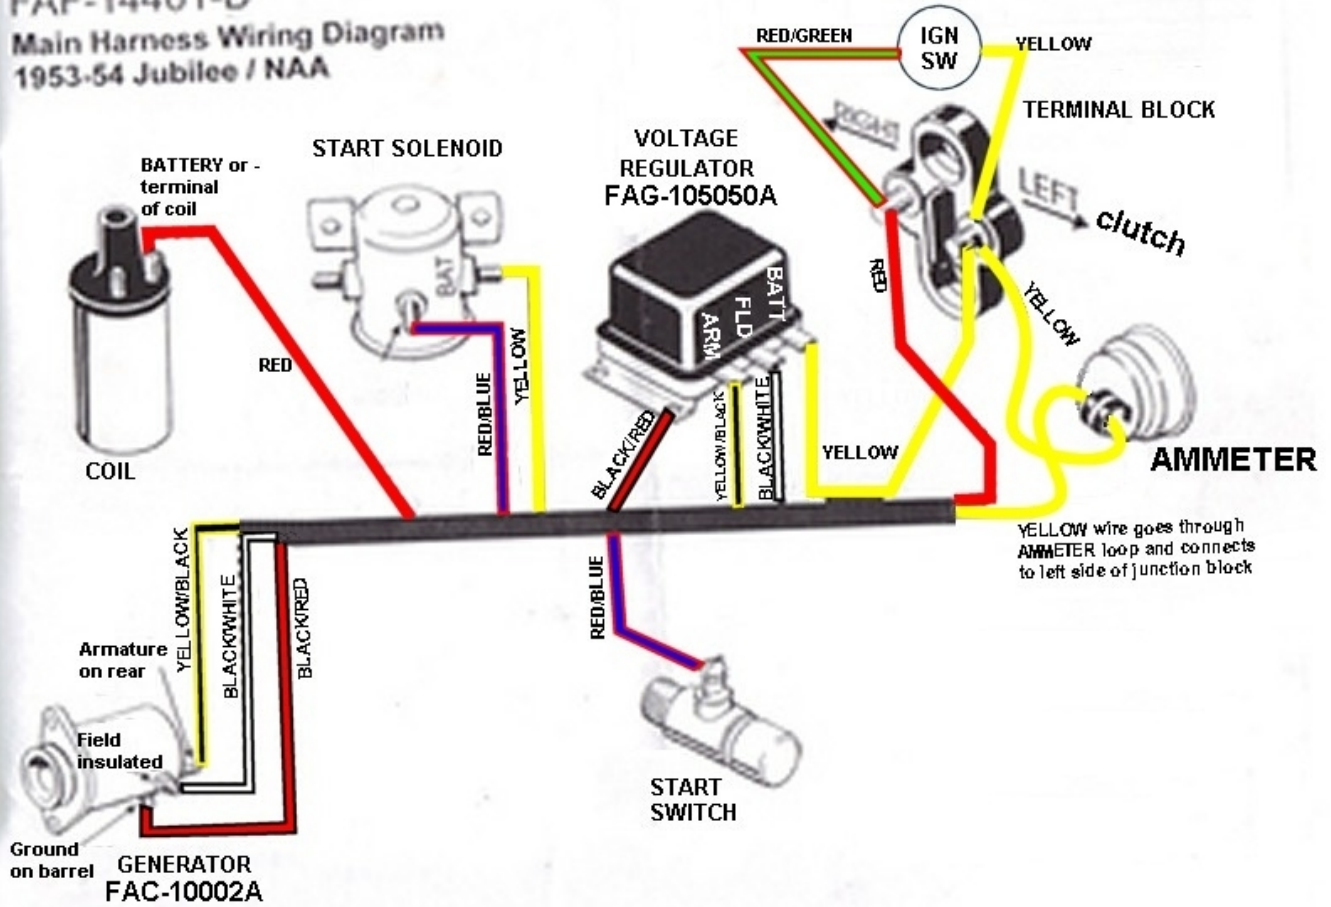 FAF-14401-B
Main Harness Wiring Diagram
1953-54 Jubilee / NAA
RED/GREEN
IGN
SW
YELLOW
TERMINAL BLOCK
RIGHT
LEFT
clutch
BATTERY or -
terminal
of coil
START SOLENOID
BAT
VOLTAGE
REGULATOR
FAG-105050A
BATT
FLD
ARM
RED
RED
YELLOW
RED/BLUE
YELLOW
BLACK/RED
YELLOW/BLACK
BLACK/WHITE
YELLOW
COIL
AMMETER
YELLOW wire goes through
AMMETER loop and connects
to left side of junction block
YELLOW/BLACK
BLACK/WHITE
BLACK/RED
RED/BLUE
Armature
on rear
Field
insulated
START
SWITCH
Ground
on barrel
GENERATOR
FAC-10002A